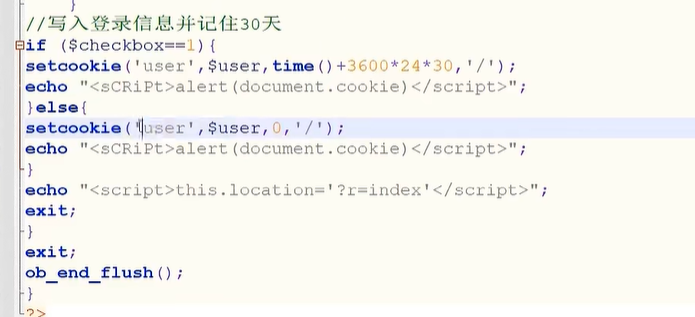 }
//写入登录信息并记住30天
if ($checkbox==1){
setcookie('user',$user,time()+3600*24*30,'/');
echo "<sCRiPt>alert(document.cookie)</script>";
}else{
setcookie('user',$user,0,'/');
echo "<sCRiPt>alert(document.cookie)</script>";
}
echo "<script>this.location='?r=index'</script>";
exit;
}
exit;
ob_end_flush();
}
?>